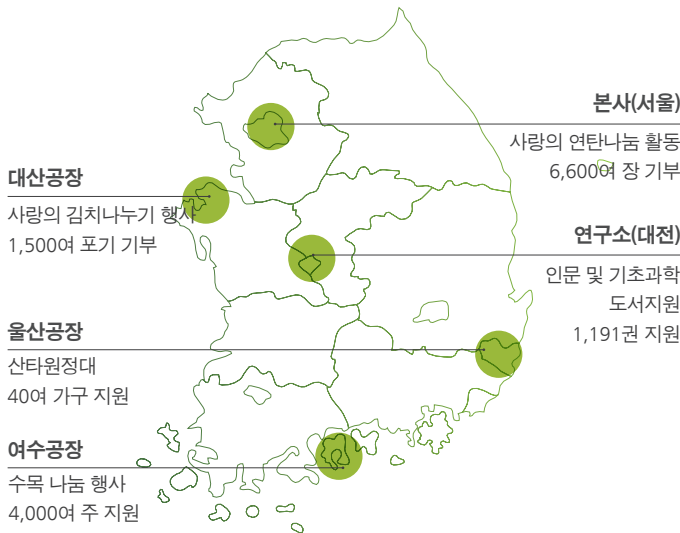 본사(서울)
사랑의 연탄나눔 활동
6,600여 장 기부
대산공장
사랑의 김치나누기 행사
1,500여 포기 기부
연구소(대전)
인문 및 기초과학
도서지원
1,191권 지원
울산공장
산타원정대
40여 가구 지원
여수공장
수목 나눔 행사
4,000여 주 지원